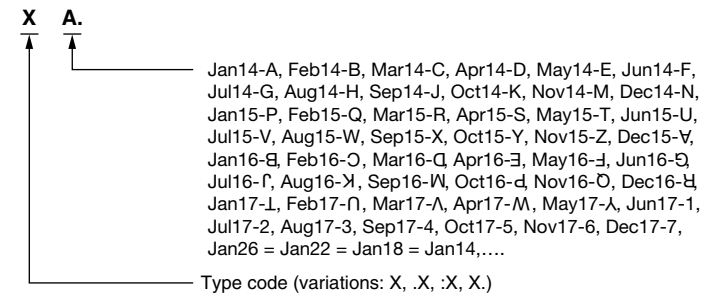 X A.
Jan14-A, Feb14-B, Mar14-C, Apr14-D, May14-E, Jun14-F,
Jul14-G, Aug14-H, Sep14-J, Oct14-K, Nov14-M, Dec14-N,
Jan15-P, Feb15-Q, Mar15-R, Apr15-S, May15-T, Jun15-U,
Jul15-V, Aug15-W, Sep15-X, Oct15-Y, Nov15-Z, Dec15-∀,
Jan16-ᗺ, Feb16-Ɔ, Mar16-ᗡ, Apr16-Ǝ, May16-Ⅎ, Jun16-⅁,
Jul16-ᒋ, Aug16-ꓘ, Sep16-ꟽ, Oct16-Ԁ, Nov16-Ꝺ, Dec16-ᖈ,
Jan17-⊥, Feb17-∩, Mar17-Λ, Apr17-ʍ, May17-⅄, Jun17-1,
Jul17-2, Aug17-3, Sep17-4, Oct17-5, Nov17-6, Dec17-7,
Jan26 = Jan22 = Jan18 = Jan14,....
Type code (variations: X, .X, :X, X.)